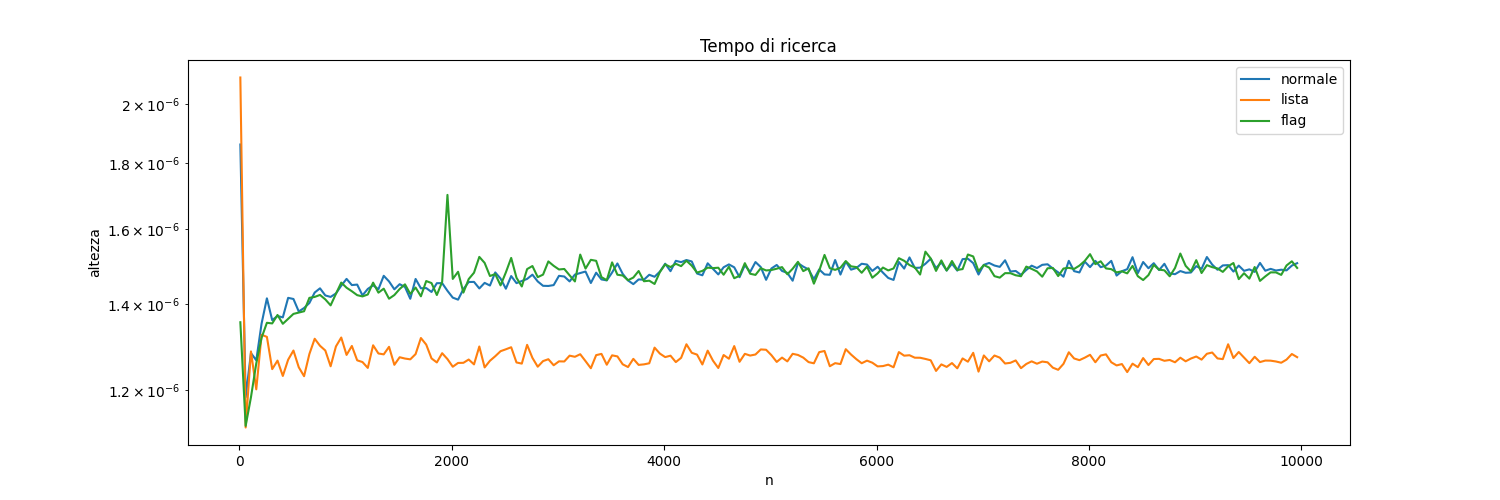 Tempo di ricerca
normale
lista
flag
altezza
2 × 10⁻⁶
1.8 × 10⁻⁶
1.6 × 10⁻⁶
1.4 × 10⁻⁶
1.2 × 10⁻⁶
0 2000 4000 6000 8000 10000
n